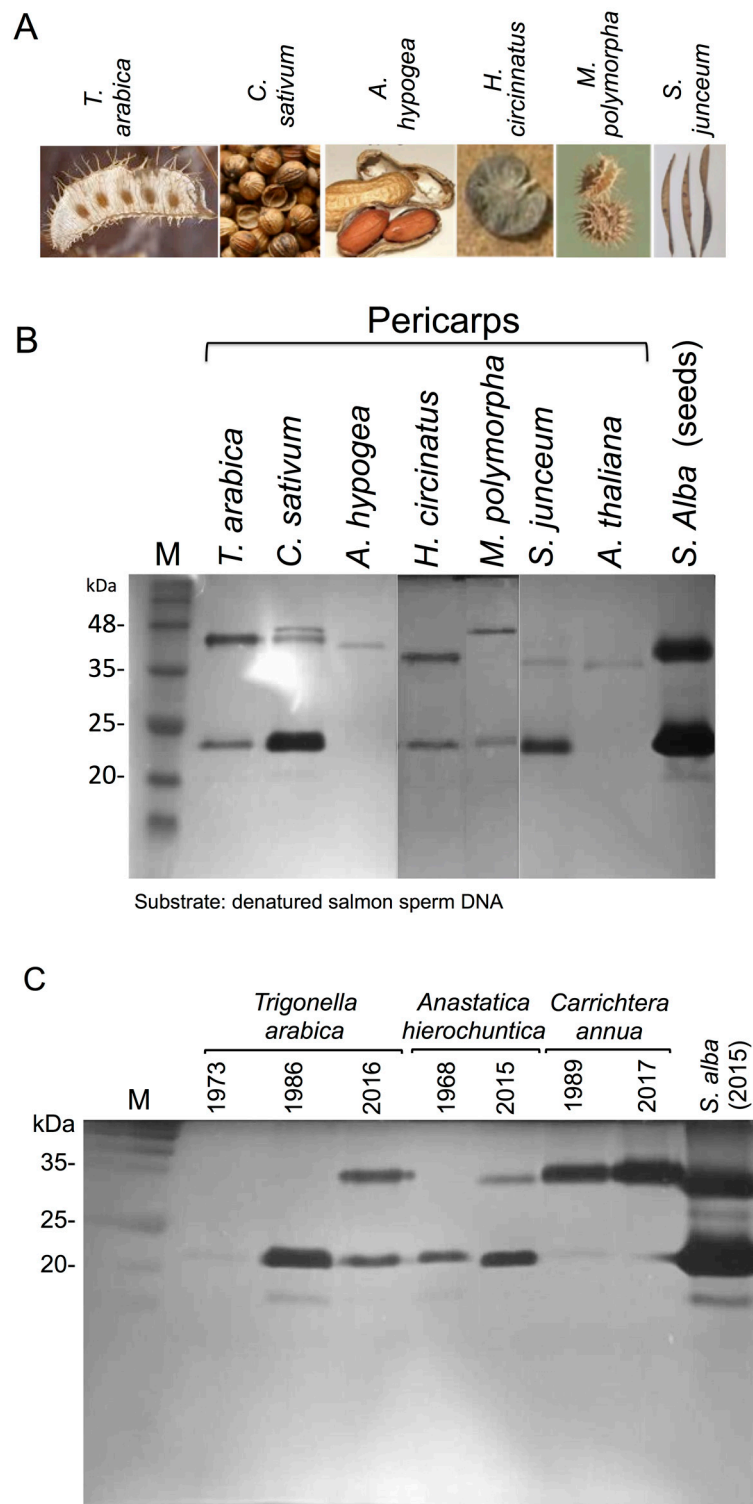 A
T.
arabica
C.
sativum
A.
hypogea
H.
circinnatus
M.
polymorpha
S.
junceum
B
Pericarps
M
T. arabica
C. sativum
A. hypogea
H. circinatus
M. polymorpha
S. junceum
A. thaliana
S. Alba (seeds)
kDa
48-
35-
25-
20-
Substrate: denatured salmon sperm DNA
C
Trigonella
arabica
Anastatica
hierochuntica
Carrichtera
annua
M
1973
1986
2016
1968
2015
1989
2017
S. alba
(2015)
kDa
35-
25-
20-